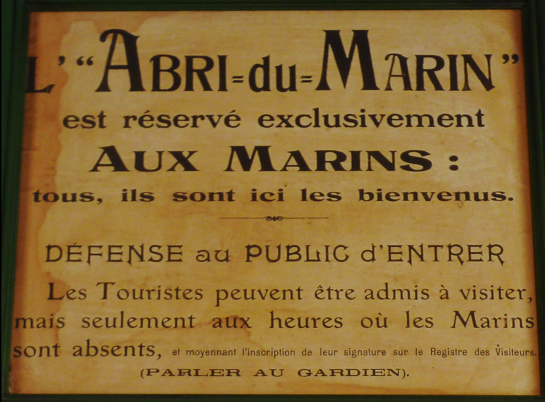 L'"ABRI=du=MARIN"
est réservé exclusivement
AUX MARINS :
tous, ils sont ici les bienvenus.
DÉFENSE au PUBLIC d'ENTRER
Les Touristes peuvent être admis à visiter,
mais seulement aux heures où les Marins
sont absents, et moyennant l'inscription de leur signature sur le Registre des Visiteurs.
(PARLER AU GARDIEN).